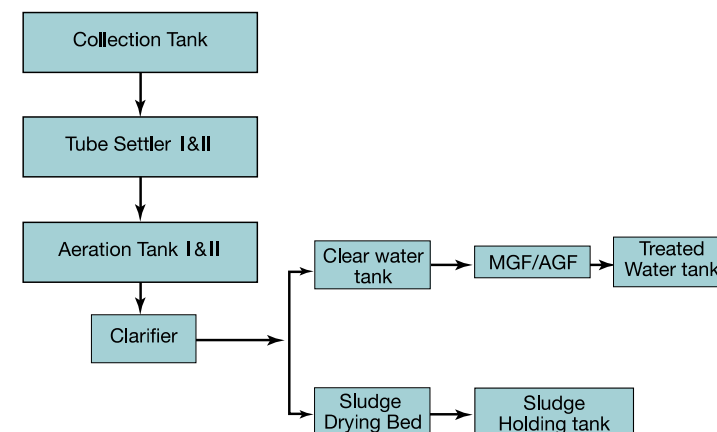 Collection Tank
Tube Settler I&II
Aeration Tank I&II
Clarifier
Clear water
tank
MGF/AGF
Treated
Water tank
Sludge
Drying Bed
Sludge
Holding tank